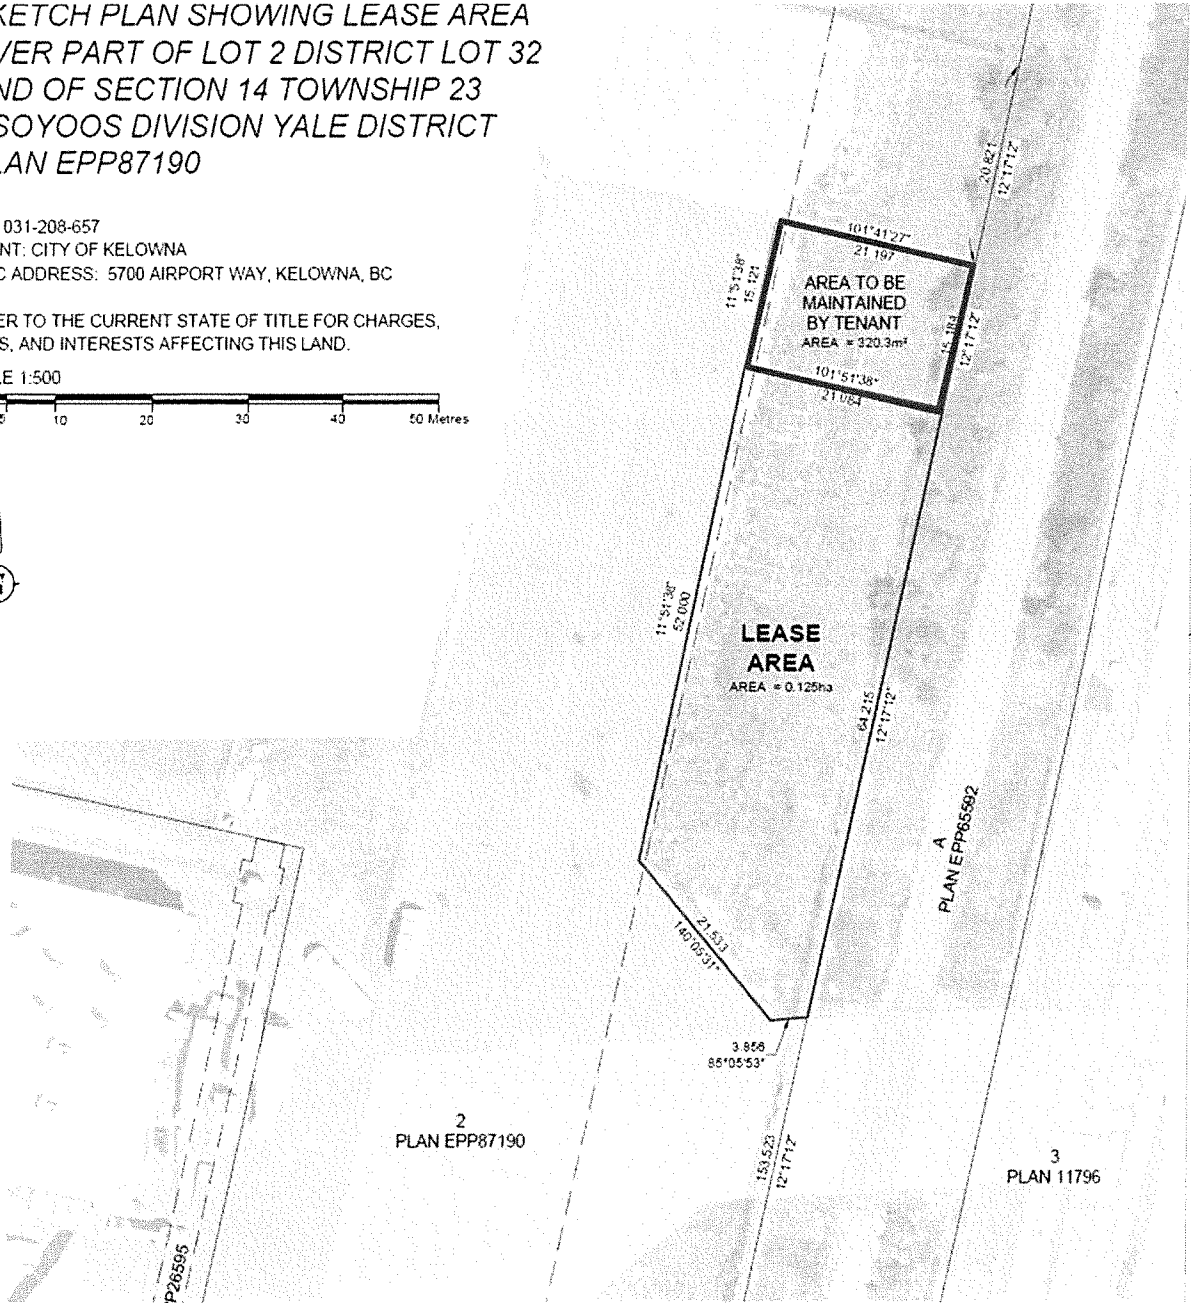 KETCH PLAN SHOWING LEASE AREA
VER PART OF LOT 2 DISTRICT LOT 32
ND OF SECTION 14 TOWNSHIP 23
SOYOOS DIVISION YALE DISTRICT
LAN EPP87190
031-208-657
NT: CITY OF KELOWNA
C ADDRESS: 5700 AIRPORT WAY, KELOWNA, BC
ER TO THE CURRENT STATE OF TITLE FOR CHARGES,
S, AND INTERESTS AFFECTING THIS LAND.
LE 1:500
5 10 20 30 40 50 Metres
20.821
12°17'12"
101°41'27"
21.197
11°51'38"
15.121
AREA TO BE
MAINTAINED
BY TENANT
AREA = 320.3m²
15.184
12°17'12"
101°51'38"
21.084
11°51'38"
52.000
LEASE
AREA
AREA = 0.125ha
64.215
12°17'12"
A
PLAN EPP65592
21.533
140°05'31"
3.856
85°05'53"
2
PLAN EPP87190
153.523
12°17'12"
3
PLAN 11796
P26595